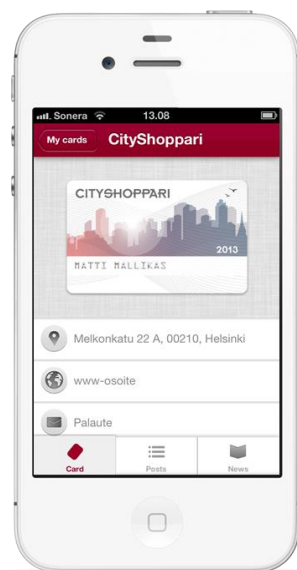 Sonera 13.08
My cards CityShoppari
CITYSHOPPARI
2013
MATTI MALLIKAS
Melkonkatu 22 A, 00210, Helsinki
www-osoite
Palaute
Card Posts News